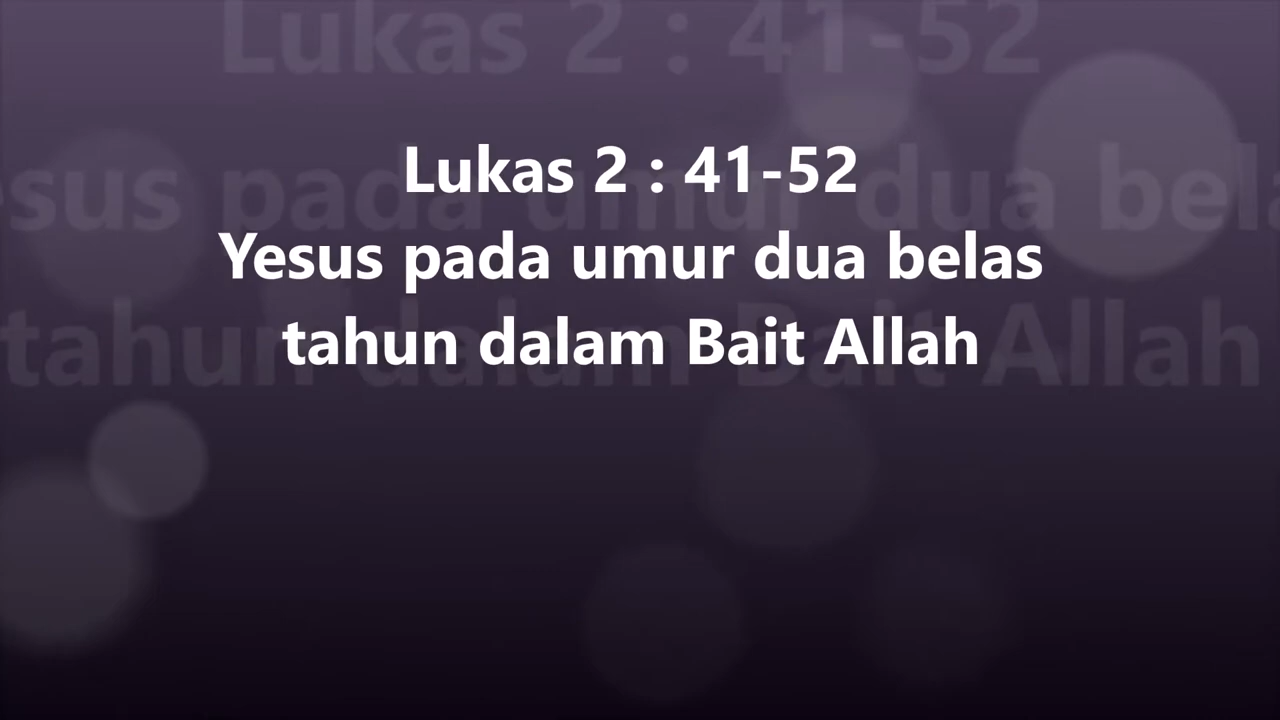 Lukas 2 : 41-52
Yesus pada umur dua belas
tahun dalam Bait Allah